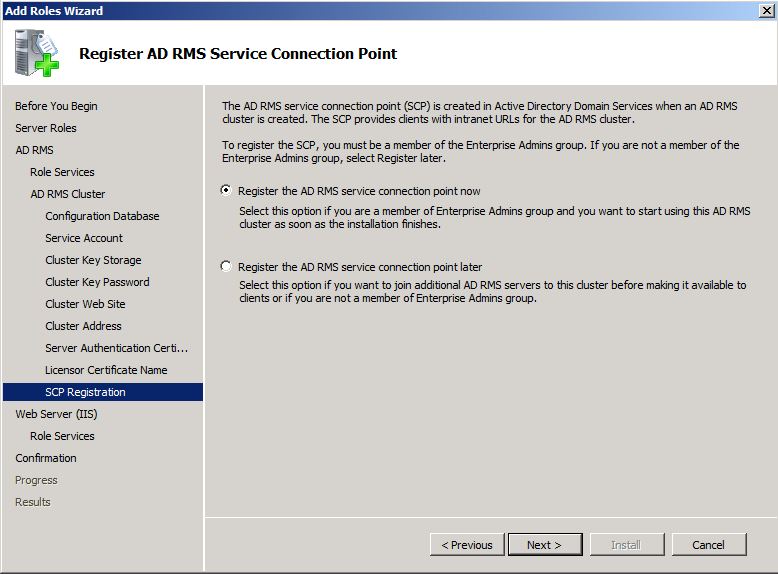 Add Roles Wizard
Register AD RMS Service Connection Point
Before You Begin
Server Roles
AD RMS
Role Services
AD RMS Cluster
Configuration Database
Service Account
Cluster Key Storage
Cluster Key Password
Cluster Web Site
Cluster Address
Server Authentication Certi...
Licensor Certificate Name
SCP Registration
Web Server (IIS)
Role Services
Confirmation
Progress
Results
The AD RMS service connection point (SCP) is created in Active Directory Domain Services when an AD RMS
cluster is created. The SCP provides clients with intranet URLs for the AD RMS cluster.
To register the SCP, you must be a member of the Enterprise Admins group. If you are not a member of the
Enterprise Admins group, select Register later.
Register the AD RMS service connection point now
Select this option if you are a member of Enterprise Admins group and you want to start using this AD RMS
cluster as soon as the installation finishes.
Register the AD RMS service connection point later
Select this option if you want to join additional AD RMS servers to this cluster before making it available to
clients or if you are not a member of Enterprise Admins group.
< Previous
Next >
Install
Cancel